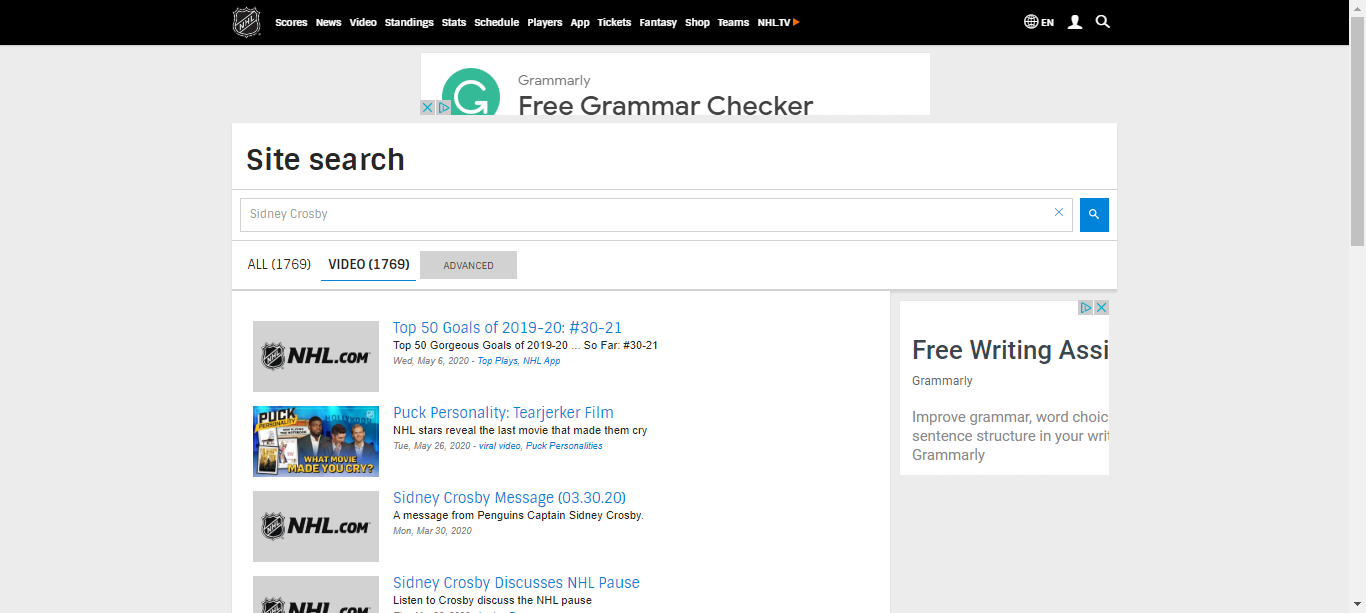 NHL Scores News Video Standings Stats Schedule Players App Tickets Fantasy Shop Teams NHL.TV EN
Grammarly
Free Grammar Checker
Site search
Sidney Crosby
ALL (1769) VIDEO (1769) ADVANCED
NHL.COM
Top 50 Goals of 2019-20: #30-21
Top 50 Gorgeous Goals of 2019-20 ... So Far: #30-21
Wed, May 6, 2020 - Top Plays, NHL App
PUCK
PERSONALITY
HOLLYWOOD
WHAT MOVIE
MADE YOU CRY?
Puck Personality: Tearjerker Film
NHL stars reveal the last movie that made them cry
Tue, May 26, 2020 - viral video, Puck Personalities
NHL.COM
Sidney Crosby Message (03.30.20)
A message from Penguins Captain Sidney Crosby.
Mon, Mar 30, 2020
NHL.COM
Sidney Crosby Discusses NHL Pause
Listen to Crosby discuss the NHL pause
Free Writing Assi
Grammarly
Improve grammar, word choic
sentence structure in your writ
Grammarly